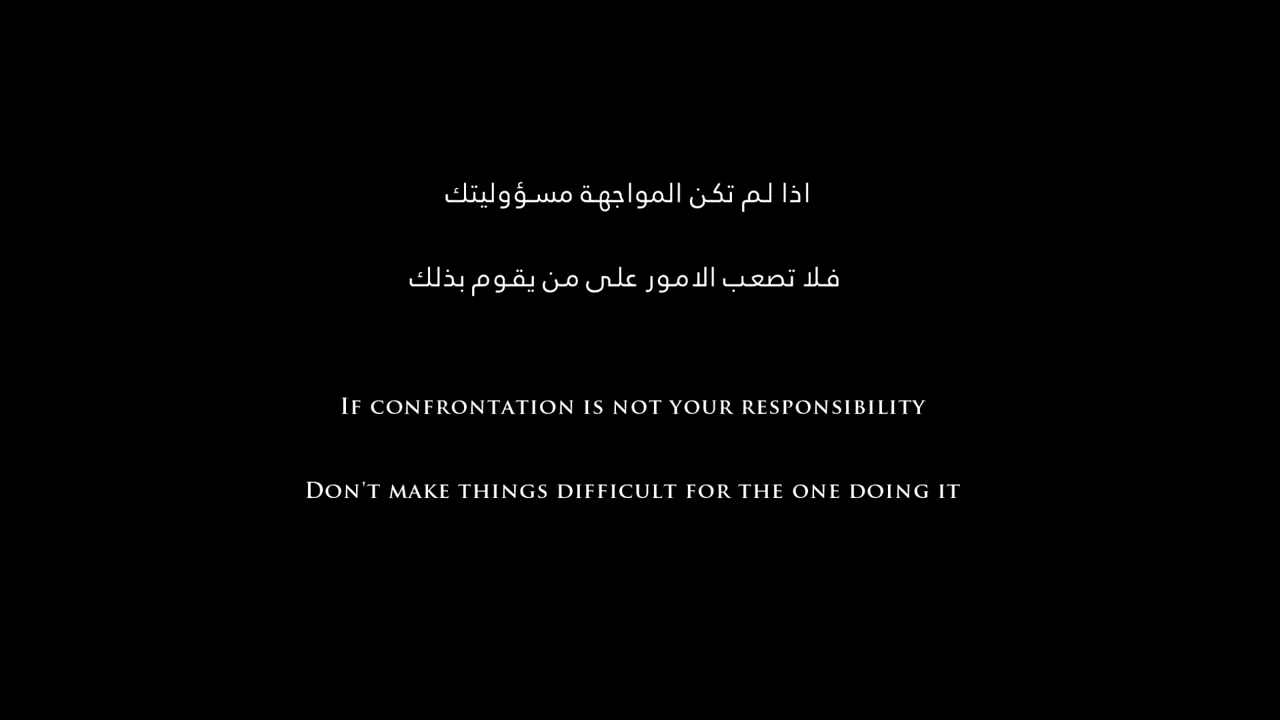 اذا لم تكن المواجهة مسؤوليتك
فلا تصعب الامور على من يقوم بذلك
If confrontation is not your responsibility
Don't make things difficult for the one doing it